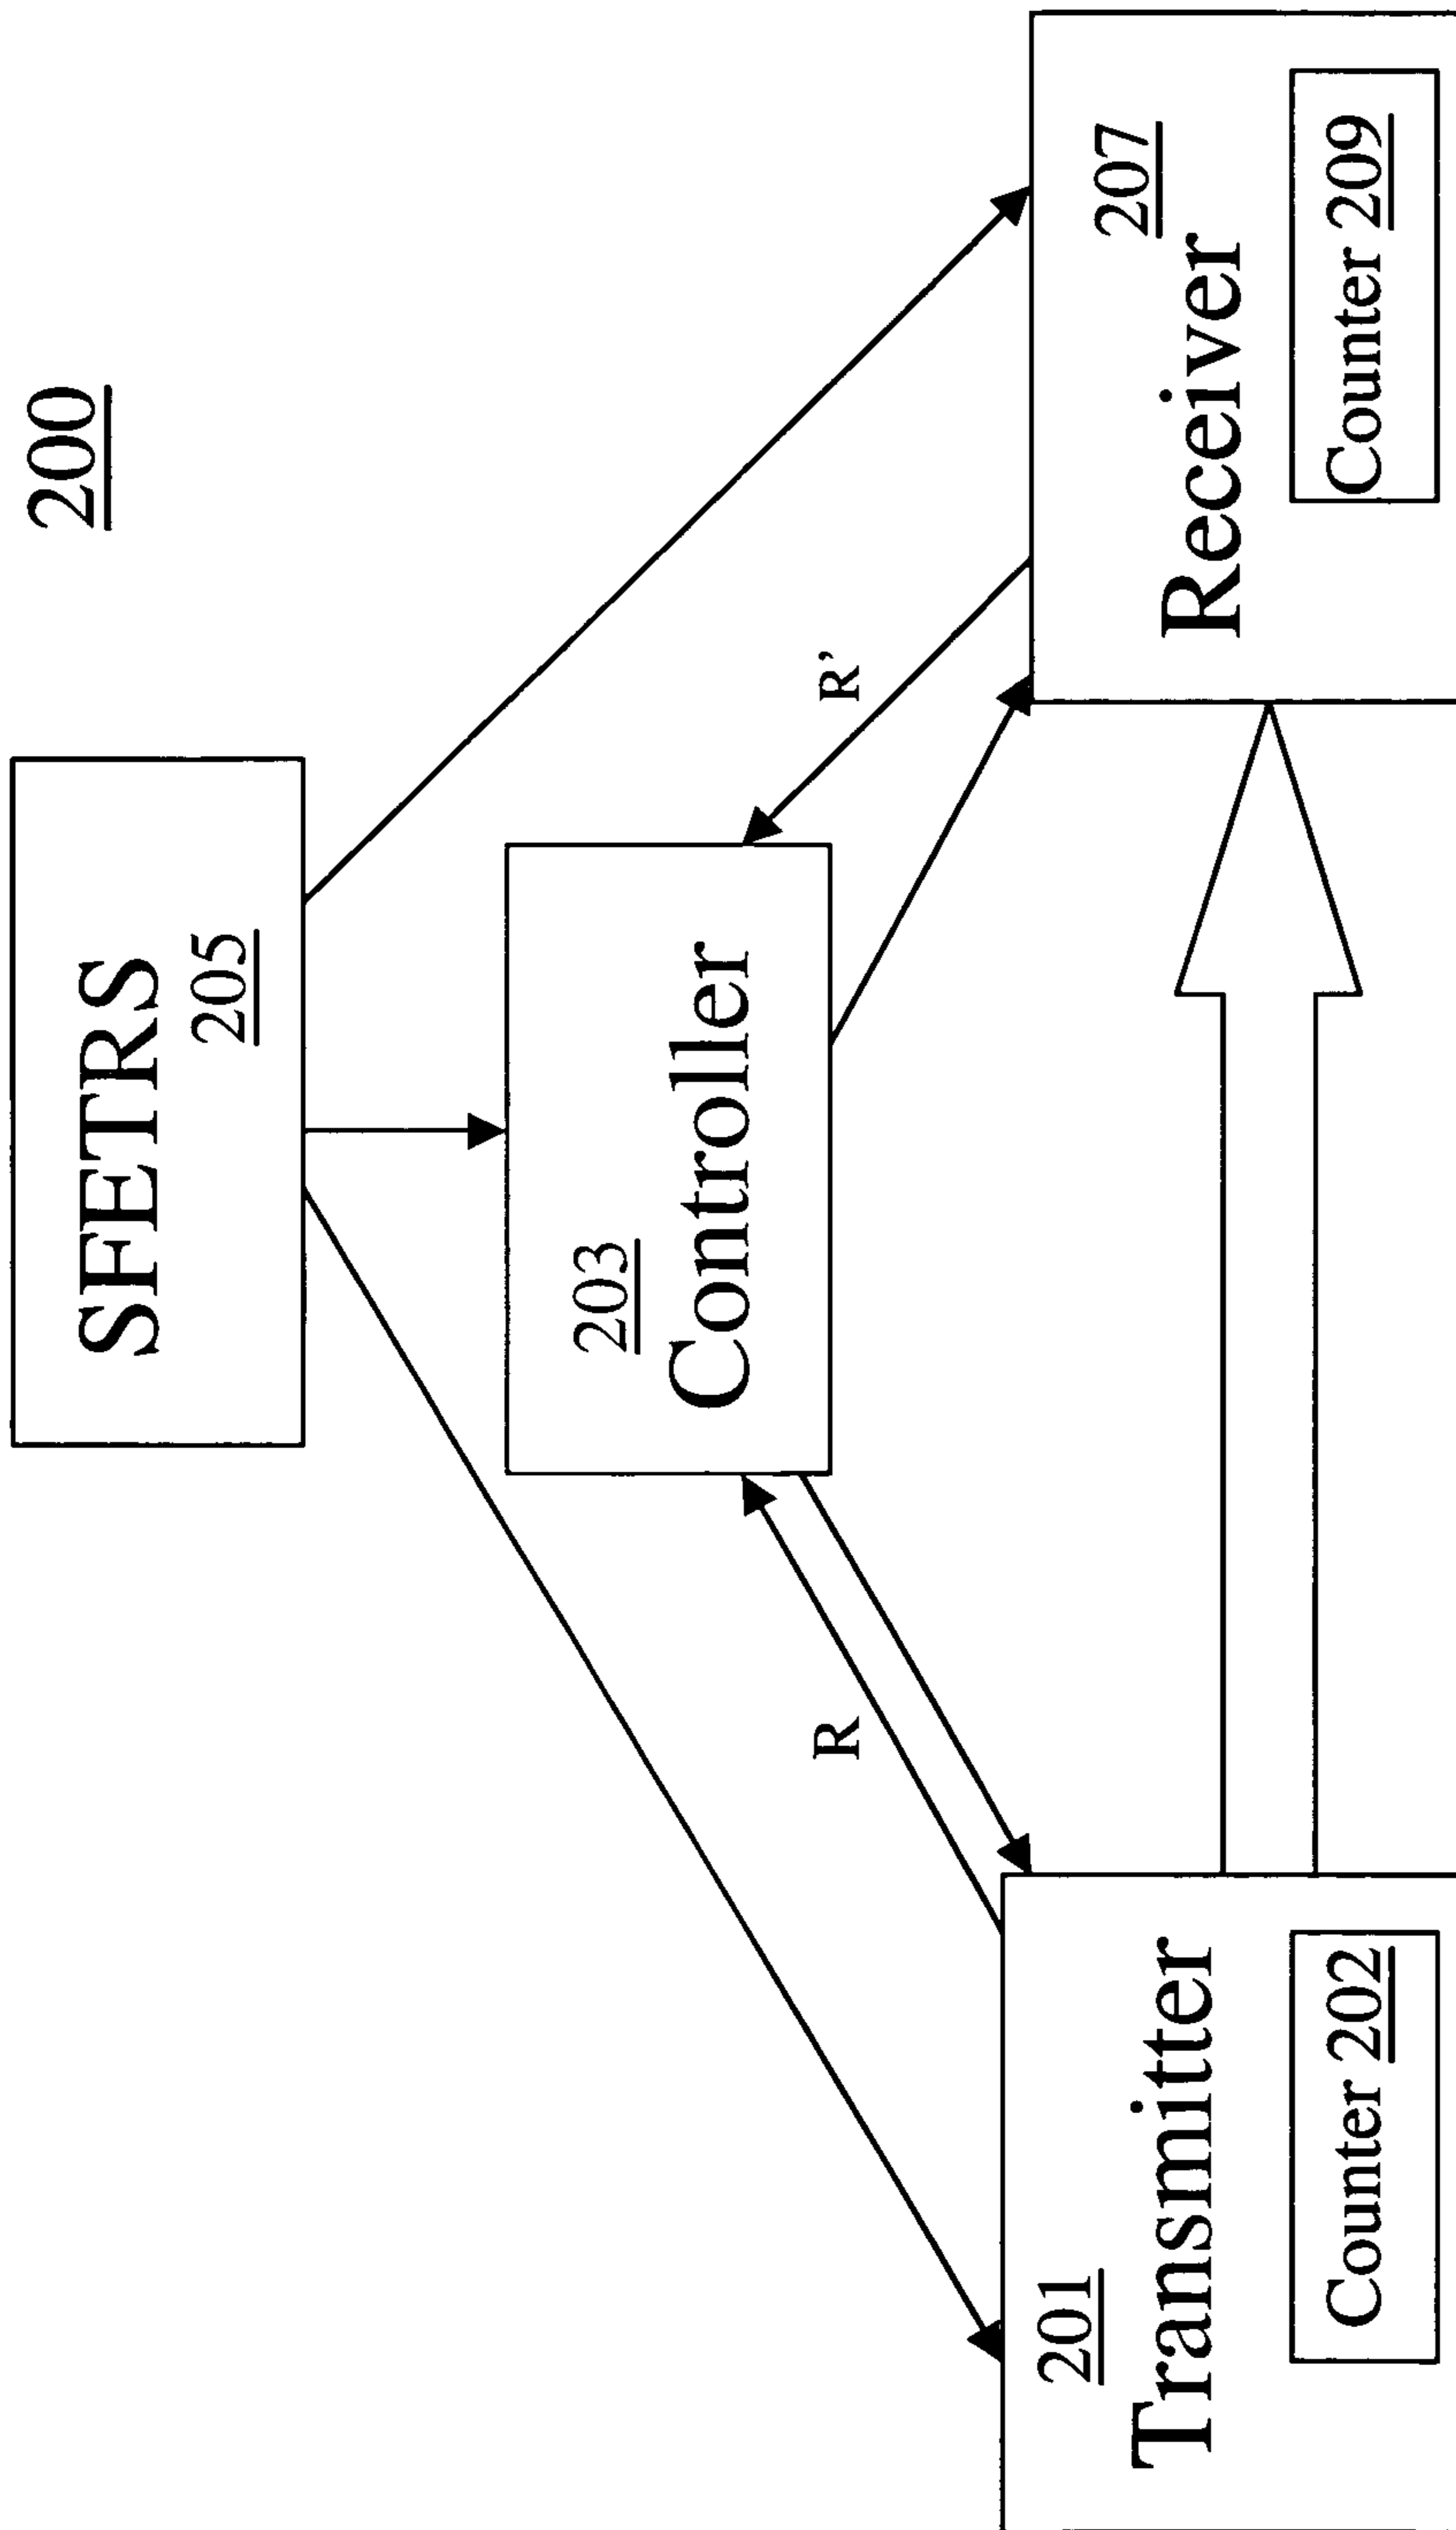 200
SFETRS
205
203
Controller
R
R’
201
Transmitter
Counter 202
207
Receiver
Counter 209